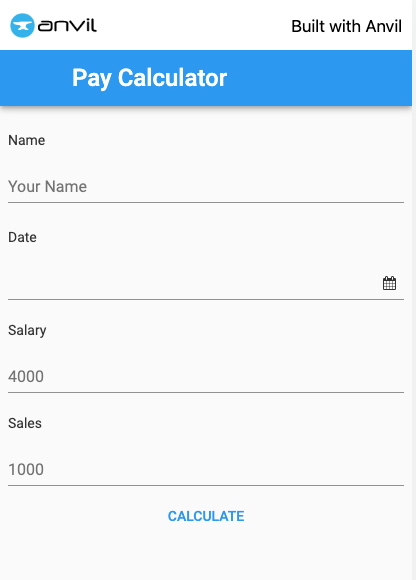 anvil
Built with Anvil
Pay Calculator
Name
Your Name
Date
Salary
4000
Sales
1000
CALCULATE